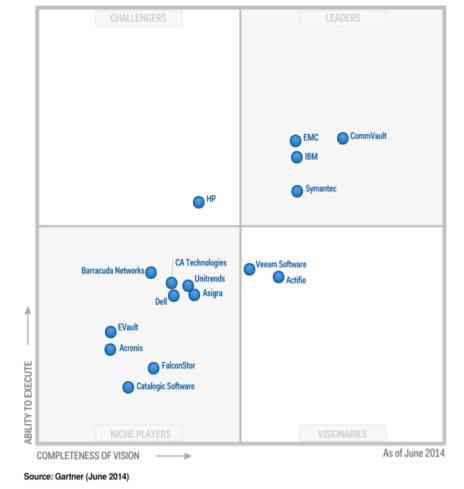 CHALLENGERS
LEADERS
EMC
CommVault
IBM
Symantec
HP
CA Technologies
Barracuda Networks
Veeam Software
Unitrends
Actifio
Dell
Asigra
EVault
Acronis
FalconStor
Catalogic Software
NICHE PLAYERS
VISIONARIES
ABILITY TO EXECUTE
COMPLETENESS OF VISION
As of June 2014
Source: Gartner (June 2014)